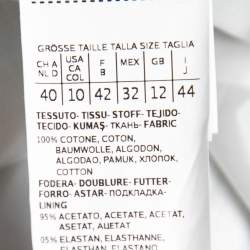 GRÖSSE TAILLE TALLA SIZE TAGLIA
CH A NL D USA CA COL F B MEX GB I J
40 10 42 32 12 44
TESSUTO- TISSU- STOFF- TEJIDO-
TECIDO- KUMAŞ- ТКАНЬ- FABRIC
100% COTONE, COTON,
BAUMWOLLE, ALGODON,
ALGODAO, PAMUK, ХЛОПОК,
COTTON
FODERA- DOUBLURE- FUTTER-
FORRO- ASTAR- ПОДКЛАДКА-
LINING
95% ACETATO, ACETATE, ACETAT,
ASETAT, АЦЕТАТ
05% ELASTAN, ELASTHANNE,